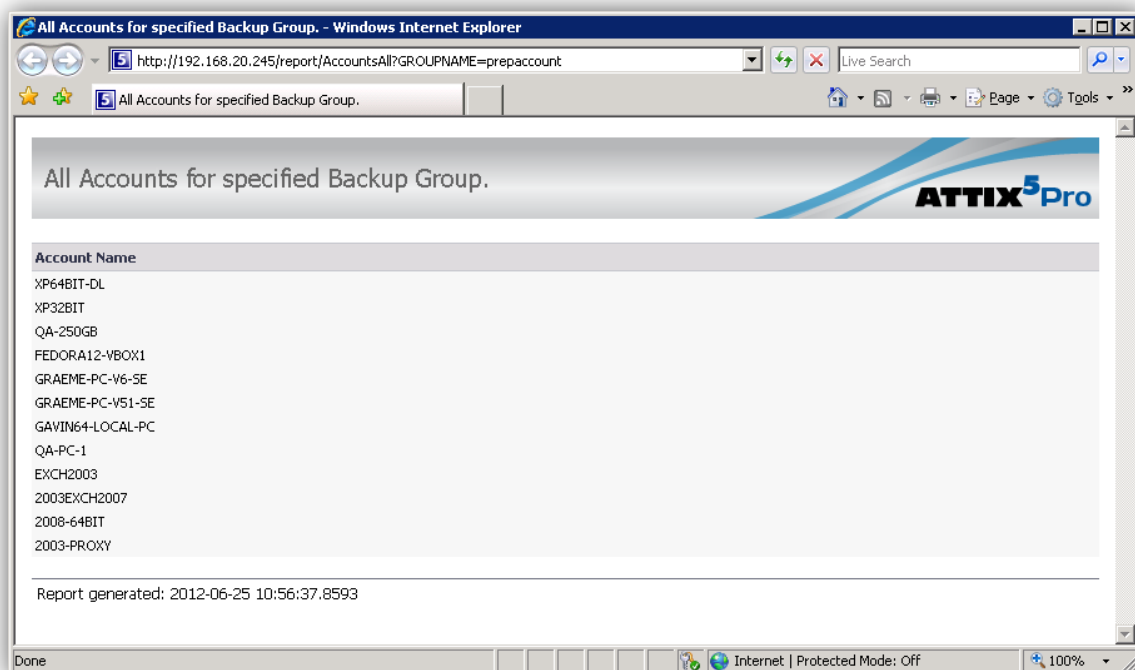 All Accounts for specified Backup Group. - Windows Internet Explorer
5 http://192.168.20.245/report/AccountsAll?GROUPNAME=prepaccount Live Search
5 All Accounts for specified Backup Group. Page Tools »
All Accounts for specified Backup Group.
ATTIX5Pro
Account Name
XP64BIT-DL
XP32BIT
QA-250GB
FEDORA12-VBOX1
GRAEME-PC-V6-SE
GRAEME-PC-V51-SE
GAVIN64-LOCAL-PC
QA-PC-1
EXCH2003
2003EXCH2007
2008-64BIT
2003-PROXY
Report generated: 2012-06-25 10:56:37.8593
Done Internet | Protected Mode: Off 100%